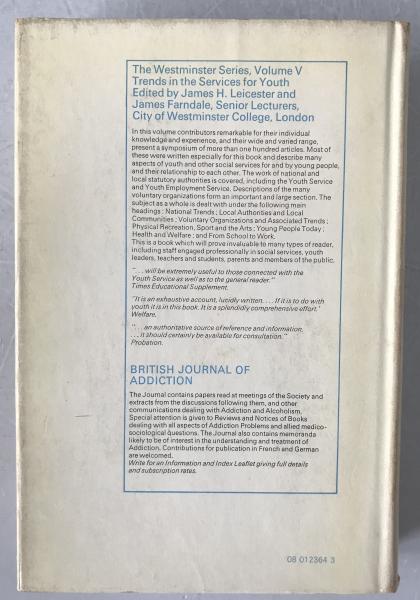 The Westminster Series, Volume V
Trends in the Services for Youth
Edited by James H. Leicester and
James Farndale, Senior Lecturers,
City of Westminster College, London
In this volume contributors remarkable for their individual
knowledge and experience, and their wide and varied range,
present a symposium of more than one hundred articles. Most of
these were written especially for this book and describe many
aspects of youth and other social services for and by young people,
and their relationship to each other. The work of national and
local statutory authorities is covered, including the Youth Service
and Youth Employment Service. Descriptions of the many
voluntary organizations form an important and large section. The
subject as a whole is dealt with under the following main
headings: National Trends; Local Authorities and Local
Communities; Voluntary Organizations and Associated Trends;
Physical Recreation, Sport and the Arts; Young People Today;
Health and Welfare; and From School to Work.
This is a book which will prove invaluable to many types of reader,
including staff engaged professionally in social services, youth
leaders, teachers and students, parents and members of the public.
"... will be extremely useful to those connected with the
Youth Service as well as to the general reader."
Times Educational Supplement.
"It is an exhaustive account, lucidly written. ... If it is to do with
youth it is in this book. It is a splendidly comprehensive effort."
Welfare.
"... an authoritative source of reference and information,
... it should certainly be available for consultation."
Probation.
BRITISH JOURNAL OF
ADDICTION
The Journal contains papers read at meetings of the Society and
extracts from the discussions following them, and other
communications dealing with Addiction and Alcoholism.
Special attention is given to Reviews and Notices of Books
dealing with all aspects of Addiction Problems and allied medico-
sociological questions. The Journal also contains memoranda
likely to be of interest in the understanding and treatment of
Addiction. Contributions for publication in French and German
are welcomed.
Write for an Information and Index Leaflet giving full details
and subscription rates.
08 012364 3